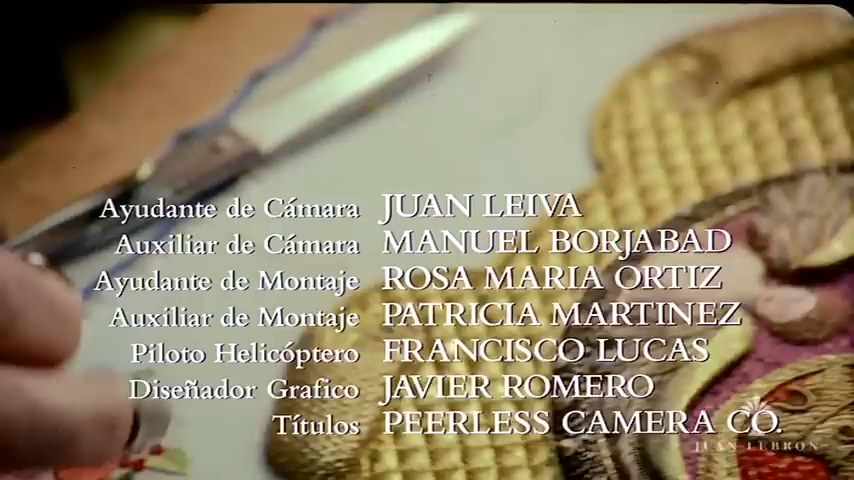 Ayudante de Cámara JUAN LEIVA
Auxiliar de Cámara MANUEL BORJABAD
Ayudante de Montaje ROSA MARIA ORTIZ
Auxiliar de Montaje PATRICIA MARTINEZ
Piloto Helicóptero FRANCISCO LUCAS
Diseñador Grafico JAVIER ROMERO
Títulos PEERLESS CAMERA CO.
JUAN LEBRON